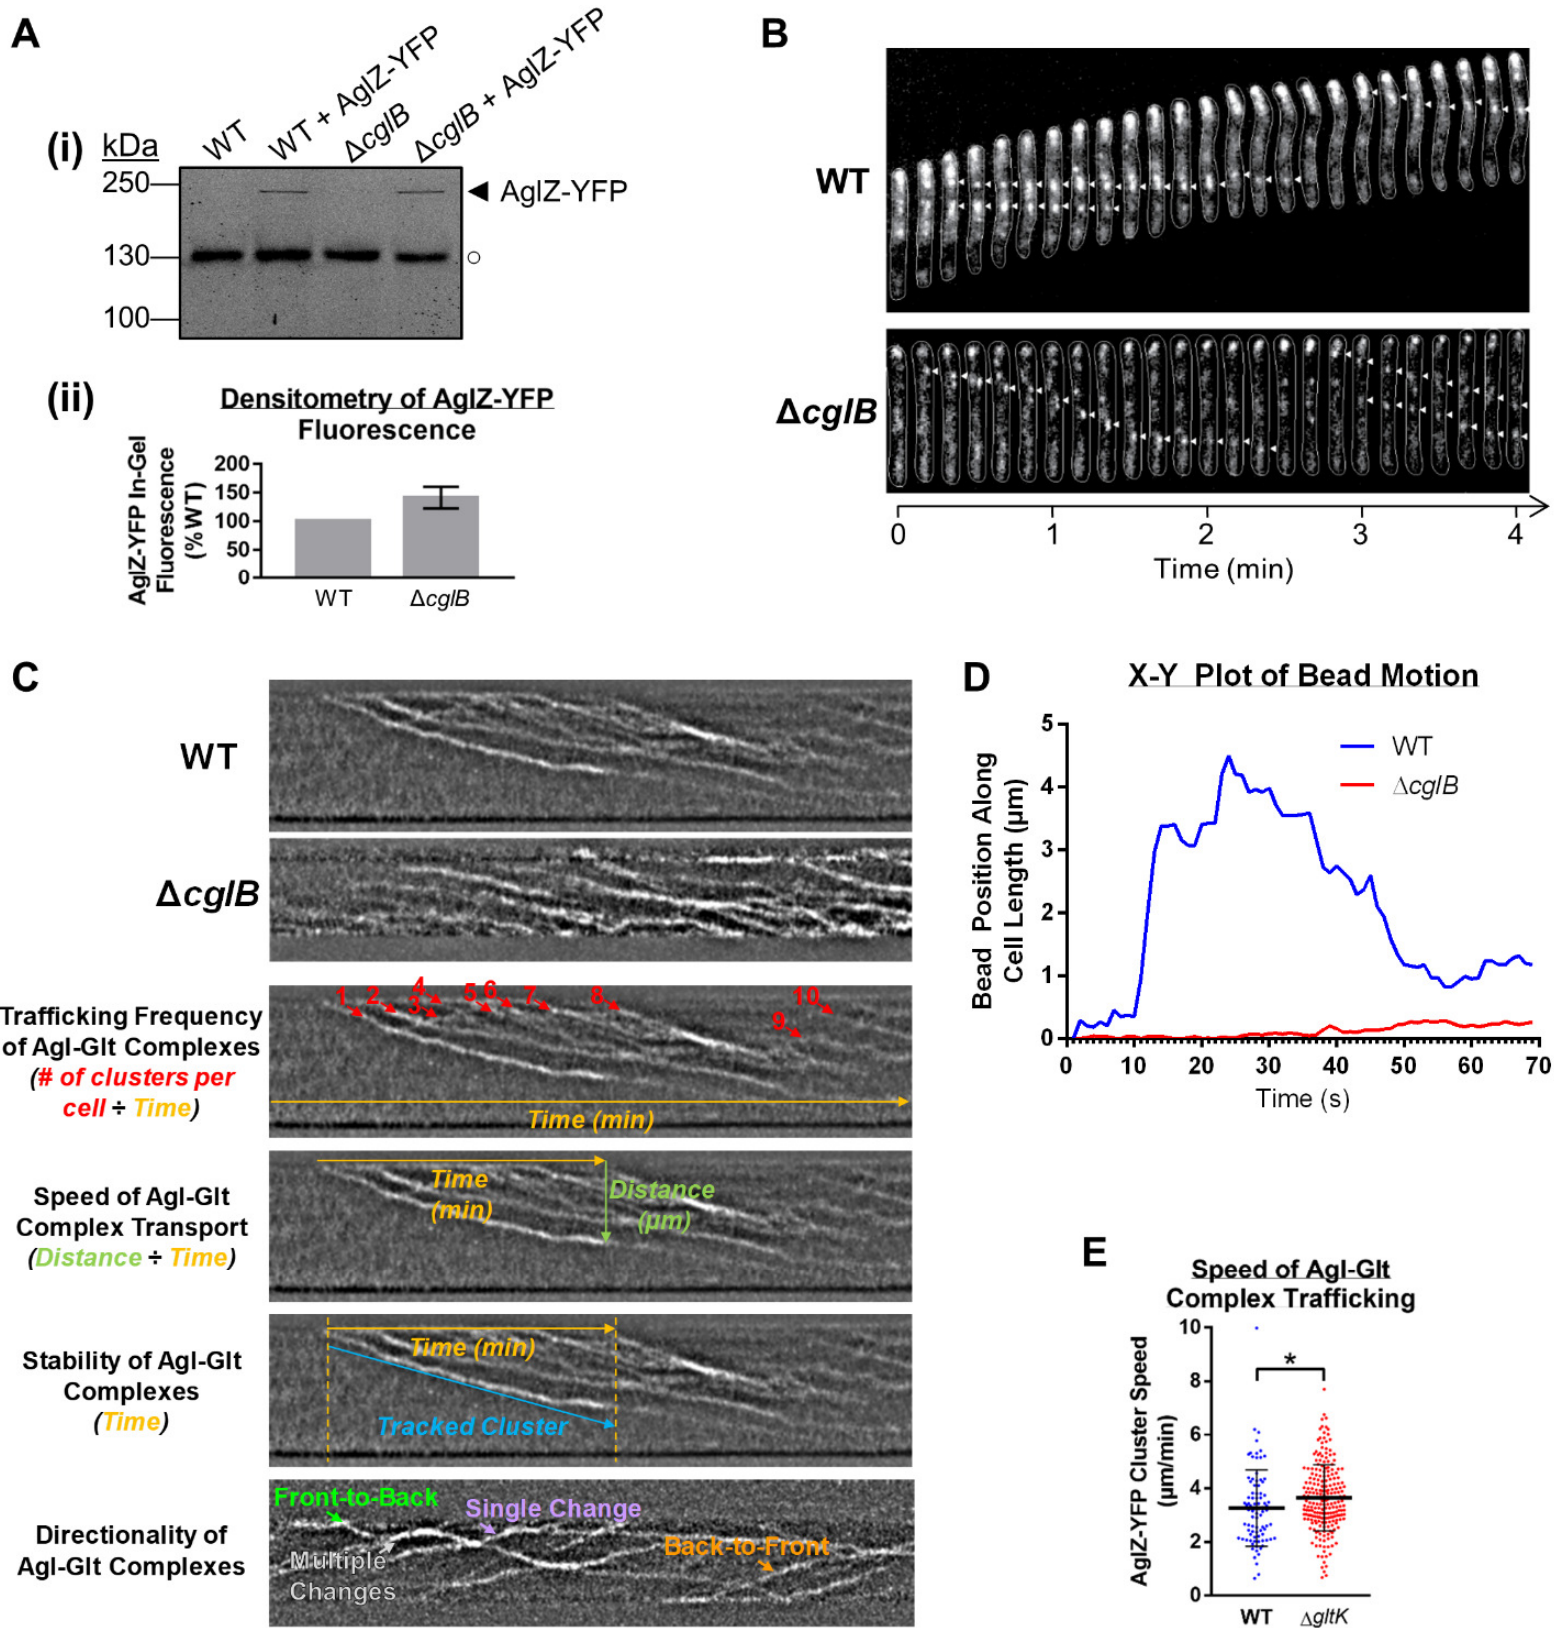 A
(i)
kDa
WT
WT + AglZ-YFP
ΔcglB
ΔcglB + AglZ-YFP
250
AglZ-YFP
130
100
(ii)
Densitometry of AglZ-YFP
Fluorescence
AglZ-YFP In-Gel
Fluorescence
(%WT)
200
150
100
50
0
WT
ΔcglB
B
WT
ΔcglB
0
1
2
3
4
Time (min)
C
WT
ΔcglB
Trafficking Frequency
of Agl-Glt Complexes
(# of clusters per
cell ÷ Time)
1
2
3
4
5
6
7
8
9
10
Time (min)
Speed of Agl-Glt
Complex Transport
(Distance ÷ Time)
Time
(min)
Distance
(μm)
Stability of Agl-Glt
Complexes
(Time)
Time (min)
Tracked Cluster
Directionality of
Agl-Glt Complexes
Front-to-Back
Single Change
Multiple
Changes
Back-to-Front
D
X-Y Plot of Bead Motion
Bead Position Along
Cell Length (μm)
5
4
3
2
1
0
WT
ΔcglB
0
10
20
30
40
50
60
70
Time (s)
E
Speed of Agl-Glt
Complex Trafficking
AglZ-YFP Cluster Speed
(μm/min)
10
8
6
4
2
0
*
WT
ΔgltK